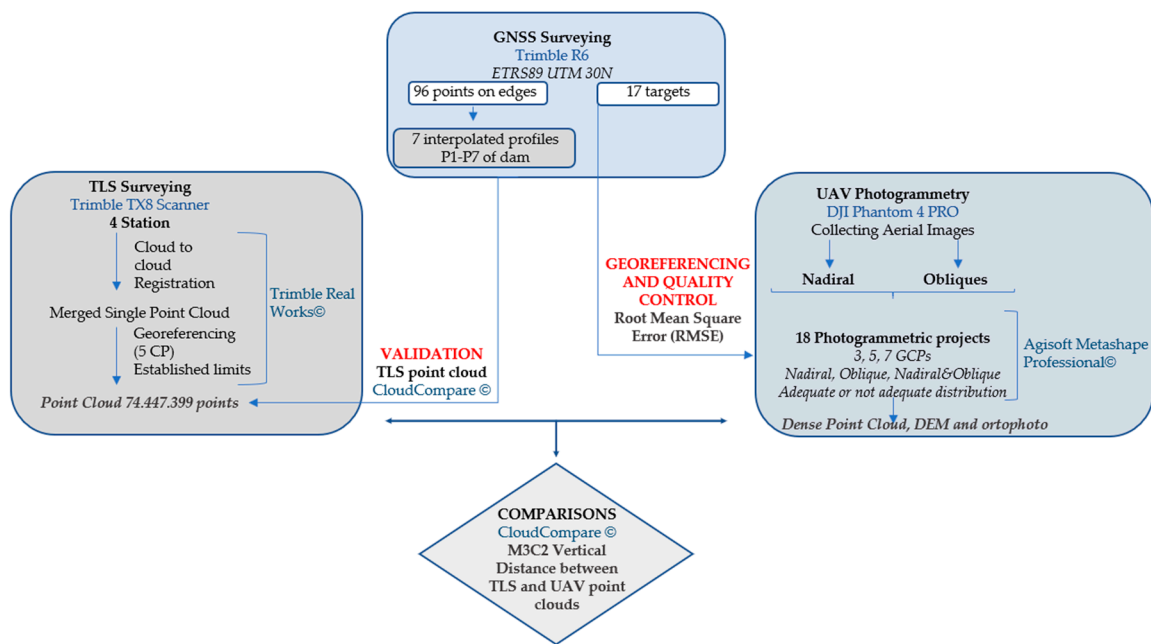 GNSS Surveying
Trimble R6
ETRS89 UTM 30N
96 points on edges
17 targets
7 interpolated profiles
P1-P7 of dam
TLS Surveying
Trimble TX8 Scanner
4 Station
Cloud to
cloud
Registration
Merged Single Point Cloud
Georeferencing
(5 CP)
Established limits
Point Cloud 74.447.399 points
Trimble Real
Works©
VALIDATION
TLS point cloud
CloudCompare ©
GEOREFERENCING
AND QUALITY
CONTROL
Root Mean Square
Error (RMSE)
UAV Photogrammetry
DJI Phantom 4 PRO
Collecting Aerial Images
Nadiral
Obliques
18 Photogrammetric projects
3, 5, 7 GCPs
Nadiral, Oblique, Nadiral&Oblique
Adequate or not adequate distribution
Dense Point Cloud, DEM and ortophoto
Agisoft Metashape
Professional©
COMPARISONS
CloudCompare ©
M3C2 Vertical
Distance between
TLS and UAV point
clouds